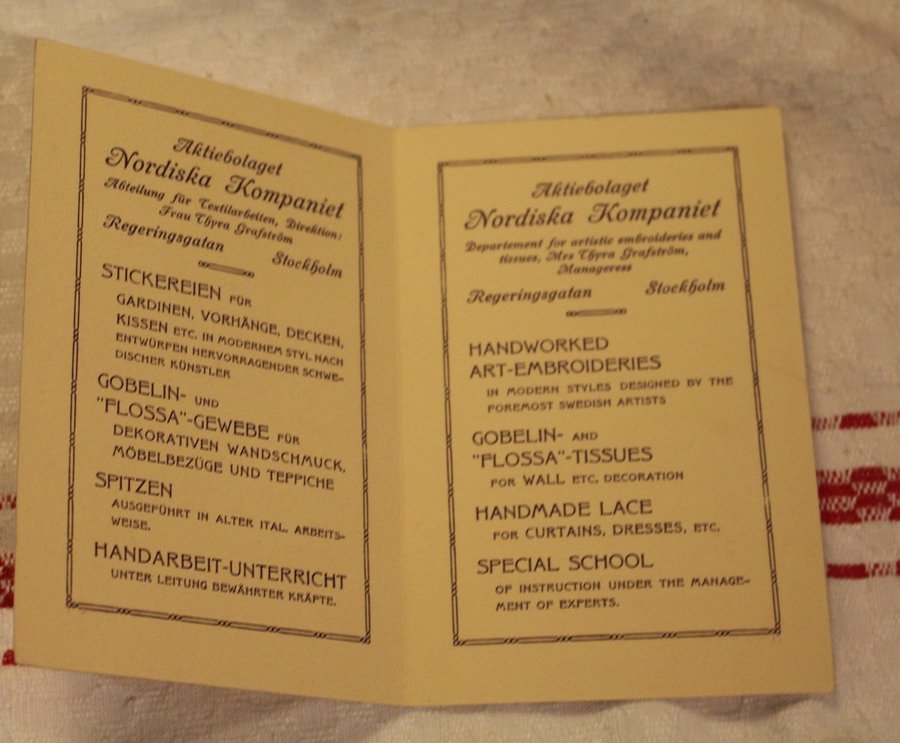 Aktiebolaget
Nordiska Kompaniet
Abteilung für Textilarbeiten, Direktion:
Frau Thyra Grafström
Regeringsgatan Stockholm
STICKEREIEN FÜR
GARDINEN, VORHÄNGE, DECKEN,
KISSEN ETC. IN MODERNEM STYL NACH
ENTWÜRFEN HERVORRAGENDER SCHWE-
DISCHER KÜNSTLER
GOBELIN- UND
"FLOSSA"-GEWEBE FÜR
DEKORATIVEN WANDSCHMUCK,
MÖBELBEZÜGE UND TEPPICHE
SPITZEN
AUSGEFÜHRT IN ALTER ITAL. ARBEITS-
WEISE.
HANDARBEIT-UNTERRICHT
UNTER LEITUNG BEWÄHRTER KRÄFTE.
Aktiebolaget
Nordiska Kompaniet
Departement for artistic embroideries and
tissues, Mrs Thyra Grafström,
Manageress
Regeringsgatan Stockholm
HANDWORKED
ART-EMBROIDERIES
IN MODERN STYLES DESIGNED BY THE
FOREMOST SWEDISH ARTISTS
GOBELIN- AND
"FLOSSA"-TISSUES
FOR WALL ETC. DECORATION
HANDMADE LACE
FOR CURTAINS, DRESSES, ETC.
SPECIAL SCHOOL
OF INSTRUCTION UNDER THE MANAGE-
MENT OF EXPERTS.